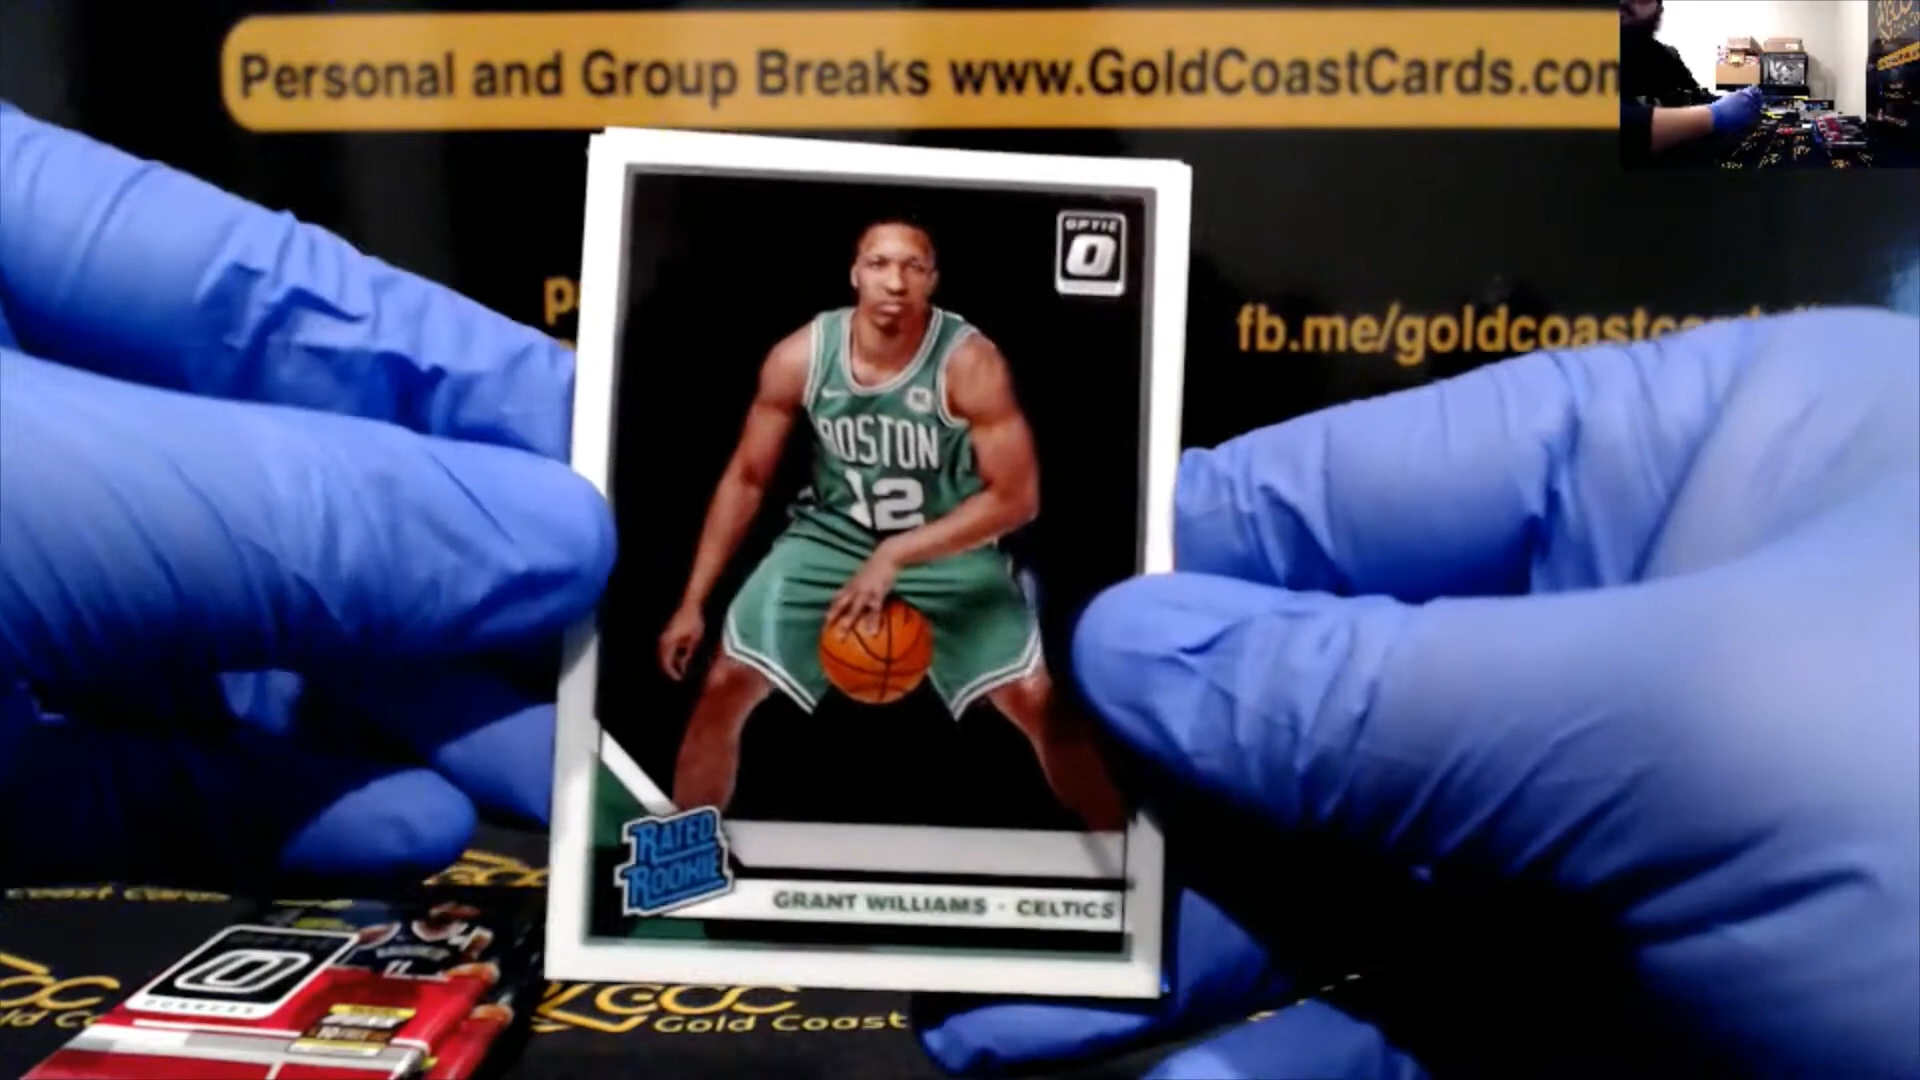 Personal and Group Breaks www.GoldCoastCards.com
fb.me/goldcoastcards
OPTIC
O
BOSTON
12
RATED
ROOKIE
GRANT WILLIAMS - CELTICS
GCC
Gold Coast